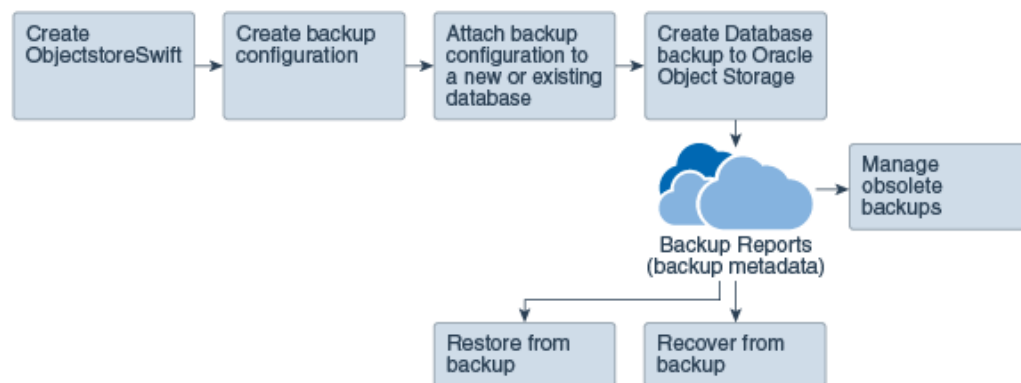 Create
ObjectstoreSwift
Create backup
configuration
Attach backup
configuration to
a new or existing
database
Create Database
backup to Oracle
Object Storage
Manage
obsolete
backups
Backup Reports
(backup metadata)
Restore from
backup
Recover from
backup